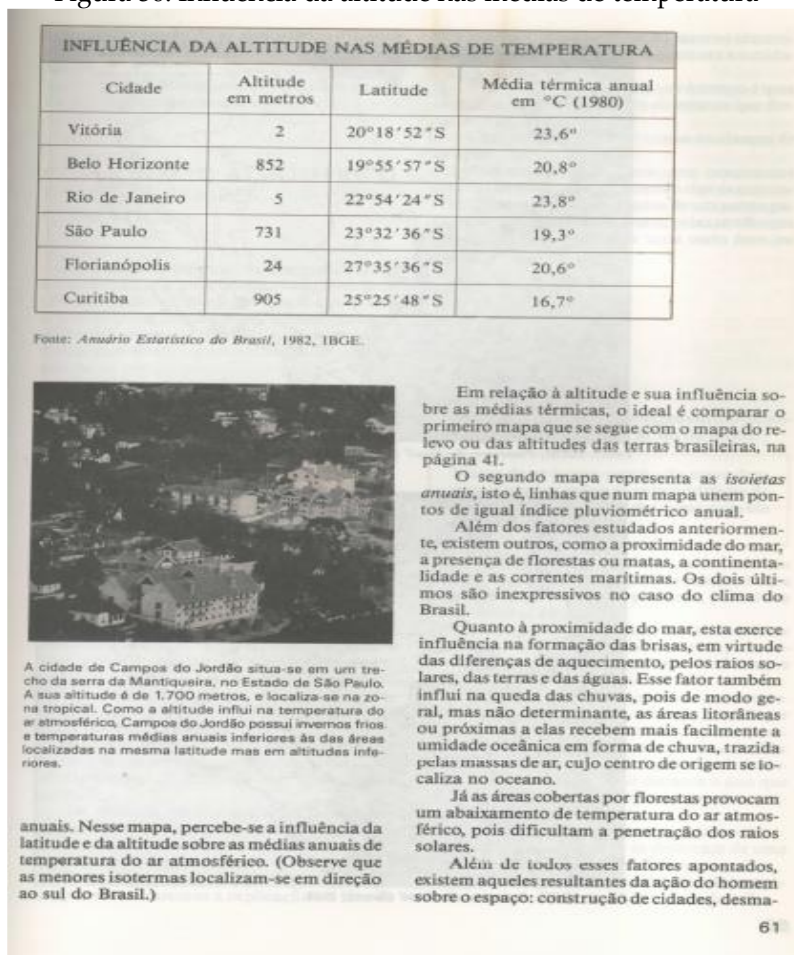 Figura 30: Influência da altitude nas médias de temperatura
INFLUÊNCIA DA ALTITUDE NAS MÉDIAS DE TEMPERATURA
Cidade Altitude em metros Latitude Média térmica anual em °C (1980)
Vitória 2 20°18'52"S 23,6°
Belo Horizonte 852 19°55'57"S 20,8°
Rio de Janeiro 5 22°54'24"S 23,8°
São Paulo 731 23°32'36"S 19,3°
Florianópolis 24 27°35'36"S 20,6°
Curitiba 905 25°25'48"S 16,7°
Fonte: Anuário Estatístico do Brasil, 1982, IBGE.
A cidade de Campos do Jordão situa-se em um tre-
cho da serra da Mantiqueira, no Estado de São Paulo.
A sua altitude é de 1.700 metros, e localiza-se na zo-
na tropical. Como a altitude influi na temperatura do
ar atmosférico, Campos do Jordão possui invernos frios
e temperaturas médias anuais inferiores às das áreas
localizadas na mesma latitude mas em altitudes infe-
riores.
anuais. Nesse mapa, percebe-se a influência da
latitude e da altitude sobre as médias anuais de
temperatura do ar atmosférico. (Observe que
as menores isotermas localizam-se em direção
ao sul do Brasil.)
Em relação à altitude e sua influência so-
bre as médias térmicas, o ideal é comparar o
primeiro mapa que se segue com o mapa do re-
levo ou das altitudes das terras brasileiras, na
página 41.
O segundo mapa representa as isoietas
anuais, isto é, linhas que num mapa unem pon-
tos de igual índice pluviométrico anual.
Além dos fatores estudados anteriormen-
te, existem outros, como a proximidade do mar,
a presença de florestas ou matas, a continenta-
lidade e as correntes marítimas. Os dois últi-
mos são inexpressivos no caso do clima do
Brasil.
Quanto à proximidade do mar, esta exerce
influência na formação das brisas, em virtude
das diferenças de aquecimento, pelos raios so-
lares, das terras e das águas. Esse fator também
influi na queda das chuvas, pois de modo ge-
ral, mas não determinante, as áreas litorâneas
ou próximas a elas recebem mais facilmente a
umidade oceânica em forma de chuva, trazida
pelas massas de ar, cujo centro de origem se lo-
caliza no oceano.
Já as áreas cobertas por florestas provocam
um abaixamento de temperatura do ar atmos-
férico, pois dificultam a penetração dos raios
solares.
Além de todos esses fatores apontados,
existem aqueles resultantes da ação do homem
sobre o espaço: construção de cidades, desma-
61